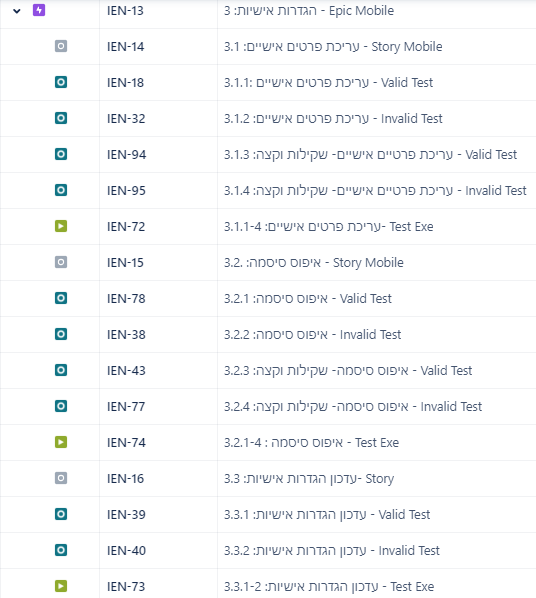 IEN-13 3 :הגדרות אישיות - Epic Mobile
IEN-14 3.1 :עריכת פרטים אישיים - Story Mobile
IEN-18 3.1.1: עריכת פרטים אישיים - Valid Test
IEN-32 3.1.2 :עריכת פרטים אישיים - Invalid Test
IEN-94 3.1.3 :עריכת פרטיים אישיים- שקילות וקצה - Valid Test
IEN-95 3.1.4 :עריכת פרטיים אישיים- שקילות וקצה - Invalid Test
IEN-72 3.1.1-4 :עריכת פרטים אישיים- Test Exe
IEN-15 3.2. :איפוס סיסמה - Story Mobile
IEN-78 3.2.1 :איפוס סיסמה - Valid Test
IEN-38 3.2.2 :איפוס סיסמה - Invalid Test
IEN-43 3.2.3 :איפוס סיסמה- שקילות וקצה - Valid Test
IEN-77 3.2.4 :איפוס סיסמה- שקילות וקצה - Invalid Test
IEN-74 3.2.1-4 : איפוס סיסמה - Test Exe
IEN-16 3.3 :עדכון הגדרות אישיות- Story
IEN-39 3.3.1 :עדכון הגדרות אישיות - Valid Test
IEN-40 3.3.2 :עדכון הגדרות אישיות - Invalid Test
IEN-73 3.3.1-2 :עדכון הגדרות אישיות - Test Exe